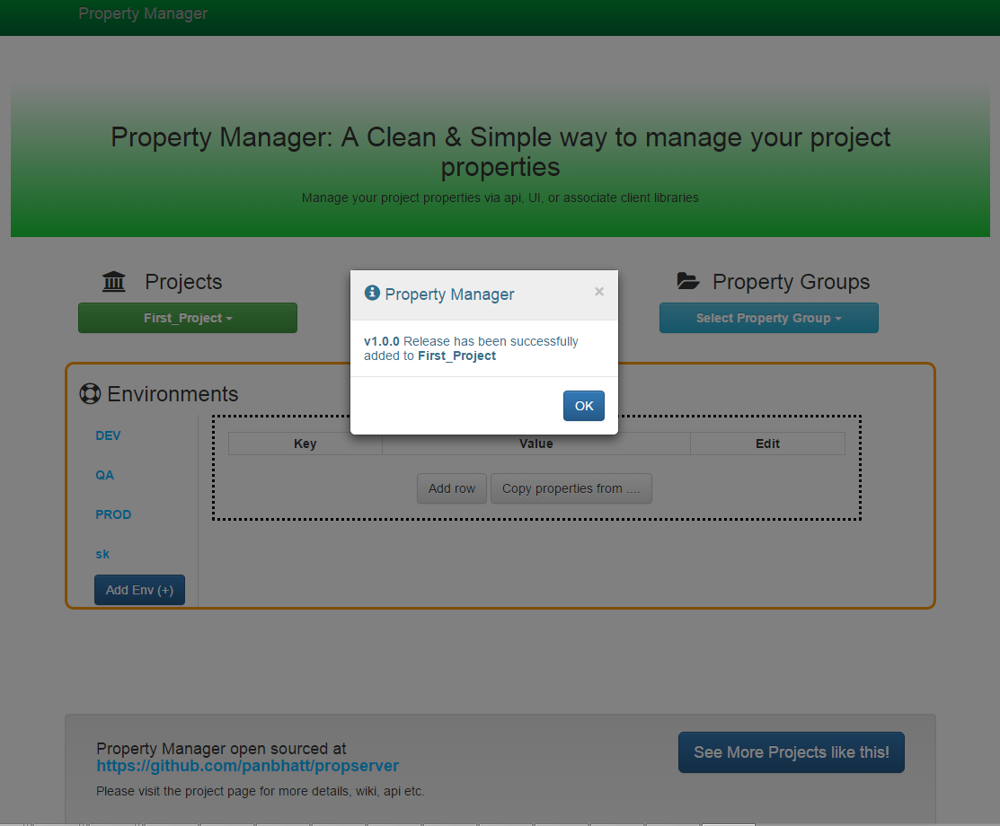 Property Manager
Property Manager: A Clean & Simple way to manage your project
properties
Manage your project properties via api, UI, or associate client libraries
Projects
First_Project
Property Groups
Select Property Group
Property Manager
×
v1.0.0 Release has been successfully
added to First_Project
OK
Environments
DEV
QA
PROD
sk
Add Env (+)
Key Value Edit
Add row
Copy properties from ....
Property Manager open sourced at
https://github.com/panbhatt/propserver
Please visit the project page for more details, wiki, api etc.
See More Projects like this!